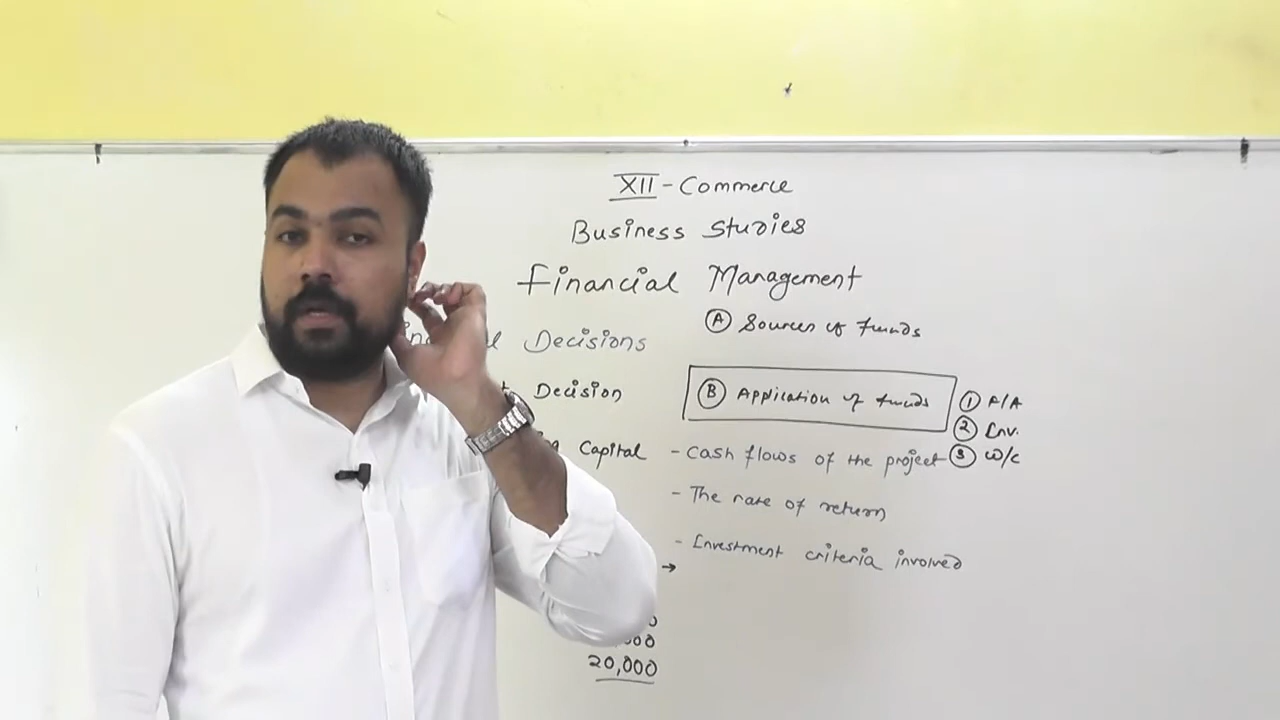 XII - Commerce
Business Studies
Financial Management
(A) Sources of funds
Decisions
Decision
(B) Application of funds
(1) F/A
(2) Inv.
(3) W/C
Capital
- Cash flows of the project
- The rate of return
- Investment criteria involved
→
20,000